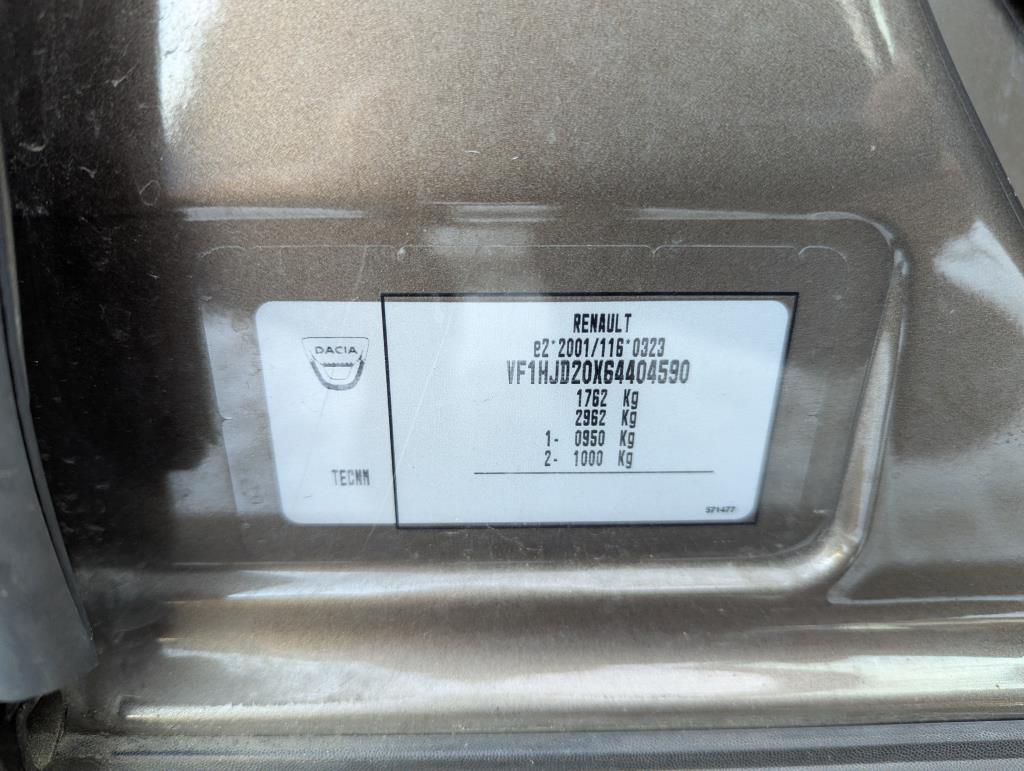 DACIA
TECNM
RENAULT
e2*2001/116*0323
VF1HJD20X64404590
1762 Kg
2962 Kg
1- 0950 Kg
2- 1000 Kg
571477